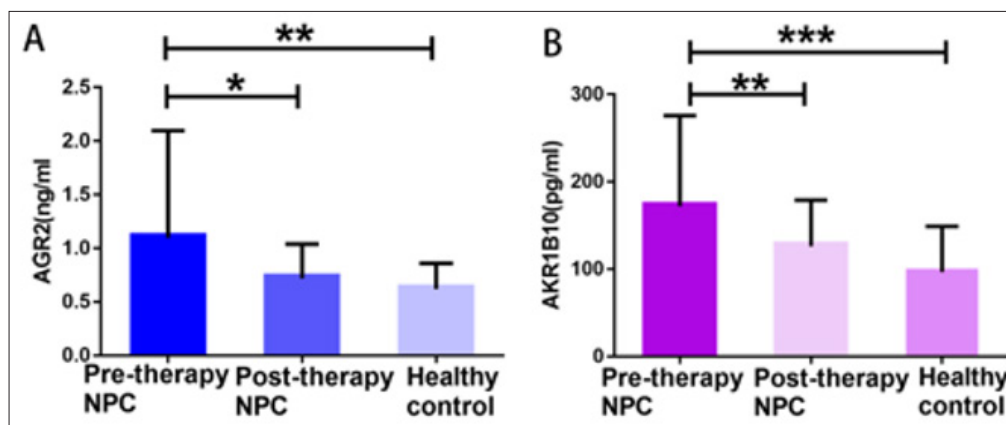 A
**
*
AGR2(ng/ml
2.5
2.0
1.5
1.0
0.5
0.0
Pre-therapy NPC
Post-therapy NPC
Healthy control
B
***
**
AKR1B10(pg/ml)
300
200
100
0
Pre-therapy NPC
Post-therapy NPC
Healthy control